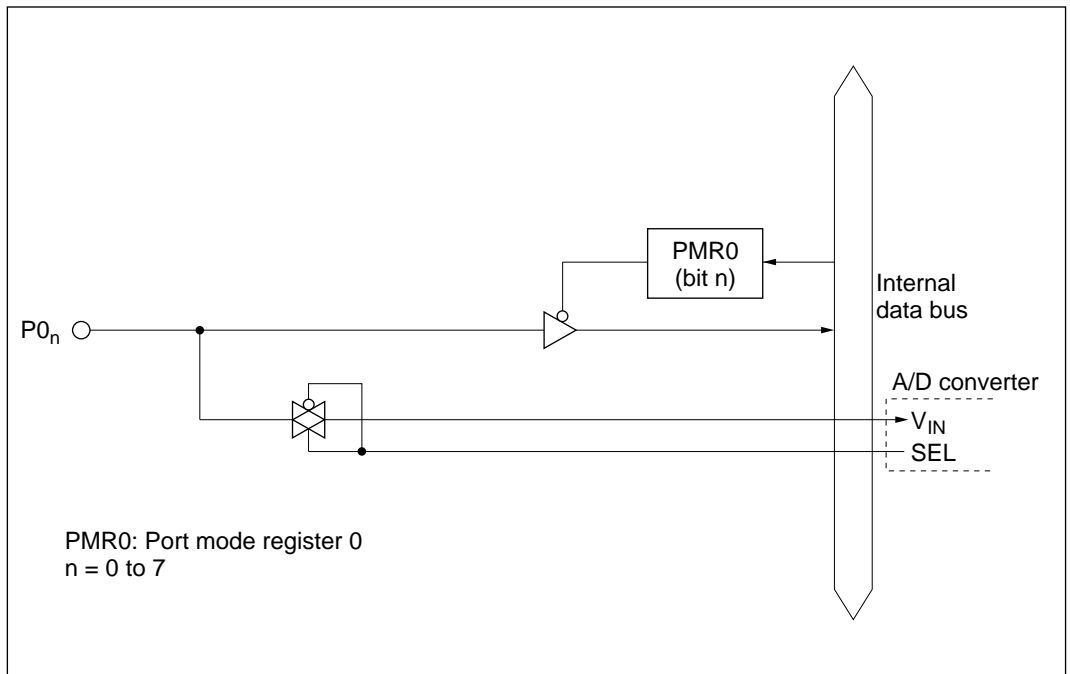 PMR0
(bit n)
Internal
data bus
P0n
A/D converter
VIN
SEL
PMR0: Port mode register 0
n = 0 to 7